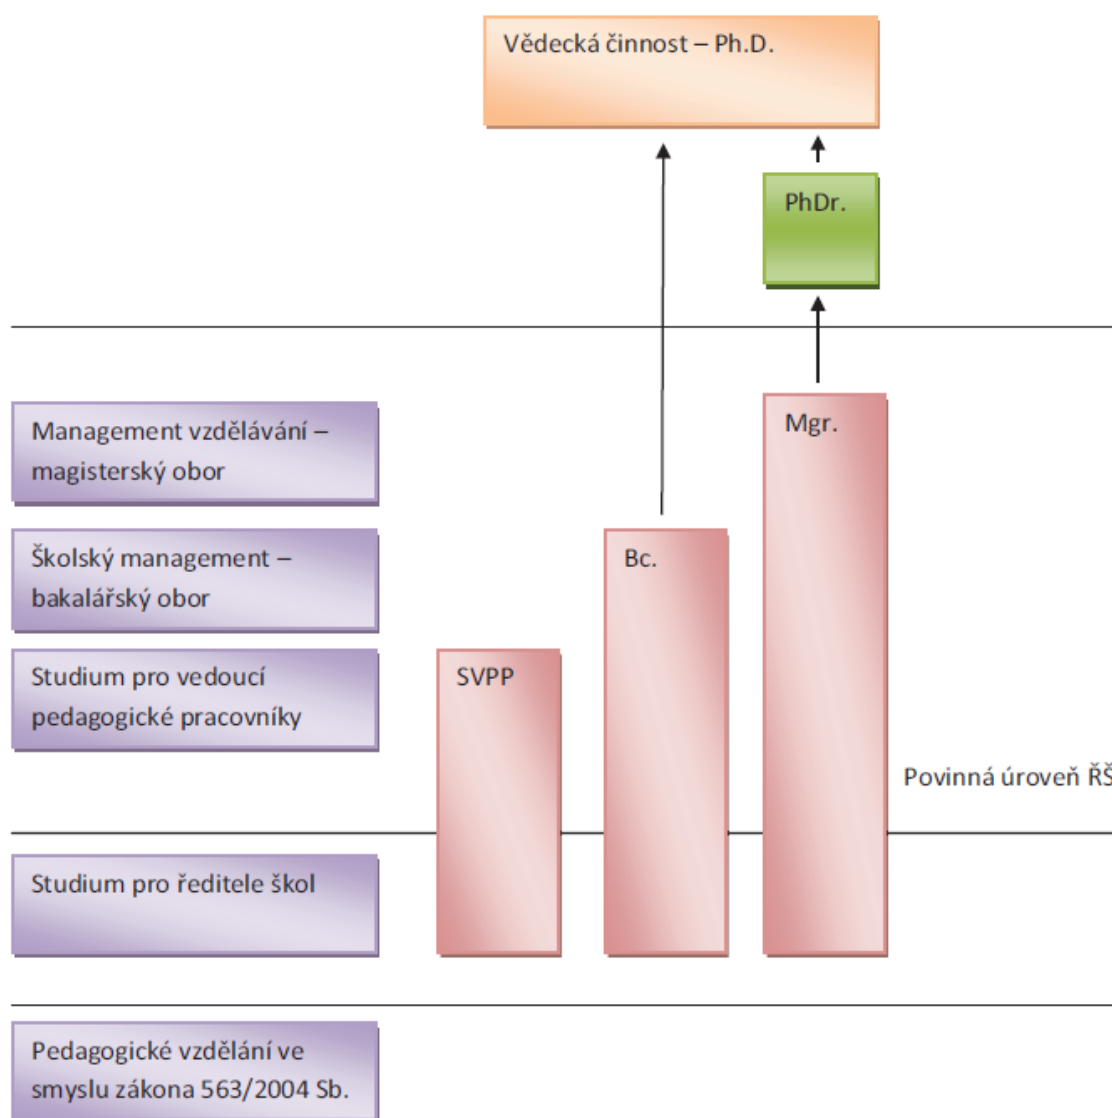 Vědecká činnost – Ph.D.
PhDr.
Management vzdělávání –
magisterský obor
Mgr.
Školský management –
bakalářský obor
Bc.
Studium pro vedoucí
pedagogické pracovníky
SVPP
Povinná úroveň ŘŠ
Studium pro ředitele škol
Pedagogické vzdělání ve
smyslu zákona 563/2004 Sb.